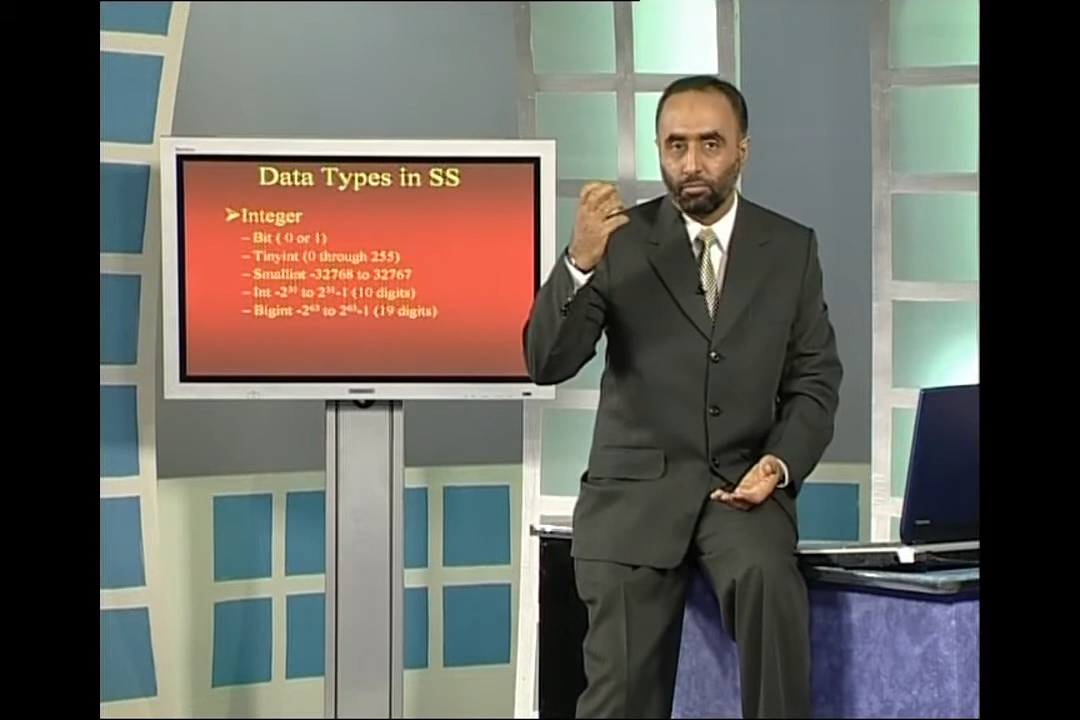 Data Types in SS
➢Integer
– Bit ( 0 or 1)
– Tinyint (0 through 255)
– Smallint -32768 to 32767
– Int -2³¹ to 2³¹-1 (10 digits)
– Bigint -2⁶³ to 2⁶³-1 (19 digits)